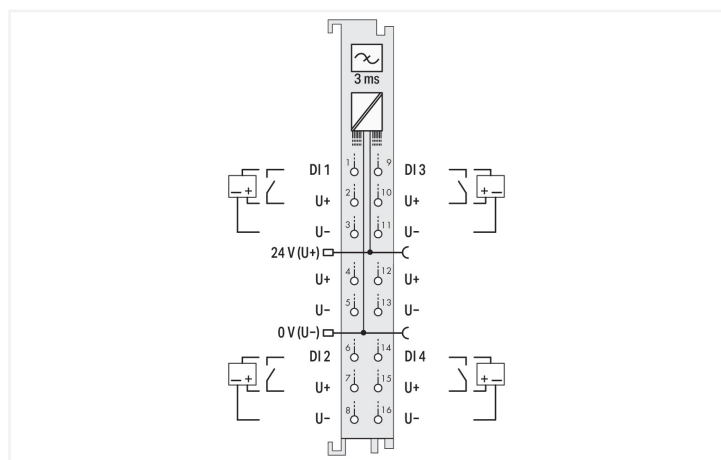 3 ms
DI 1 1 9 DI 3
U+ 2 10 U+
U− 3 11 U−
24 V (U+)
U+ 4 12 U+
U− 5 13 U−
0 V (U−)
DI 2 6 14 DI 4
U+ 7 15 U+
U− 8 16 U−
− +
+ −
− +
+ −